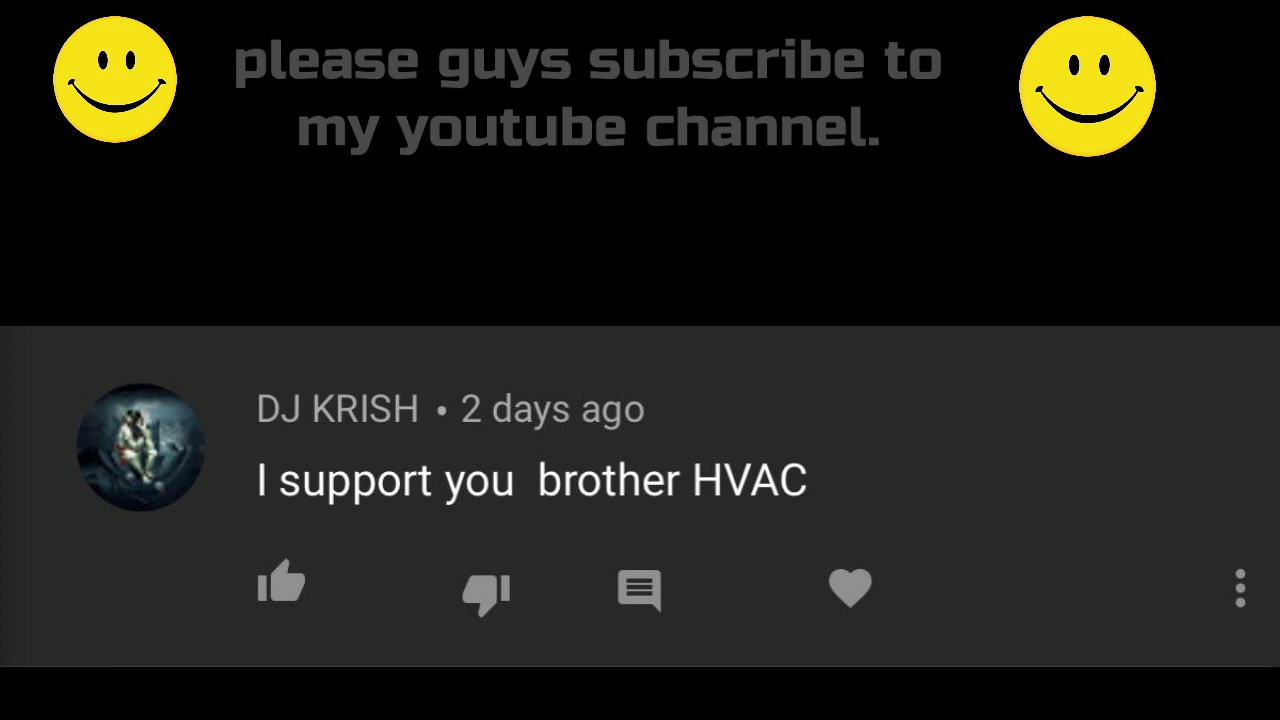 please guys subscribe to
my youtube channel.
DJ KRISH • 2 days ago
I support you  brother HVAC